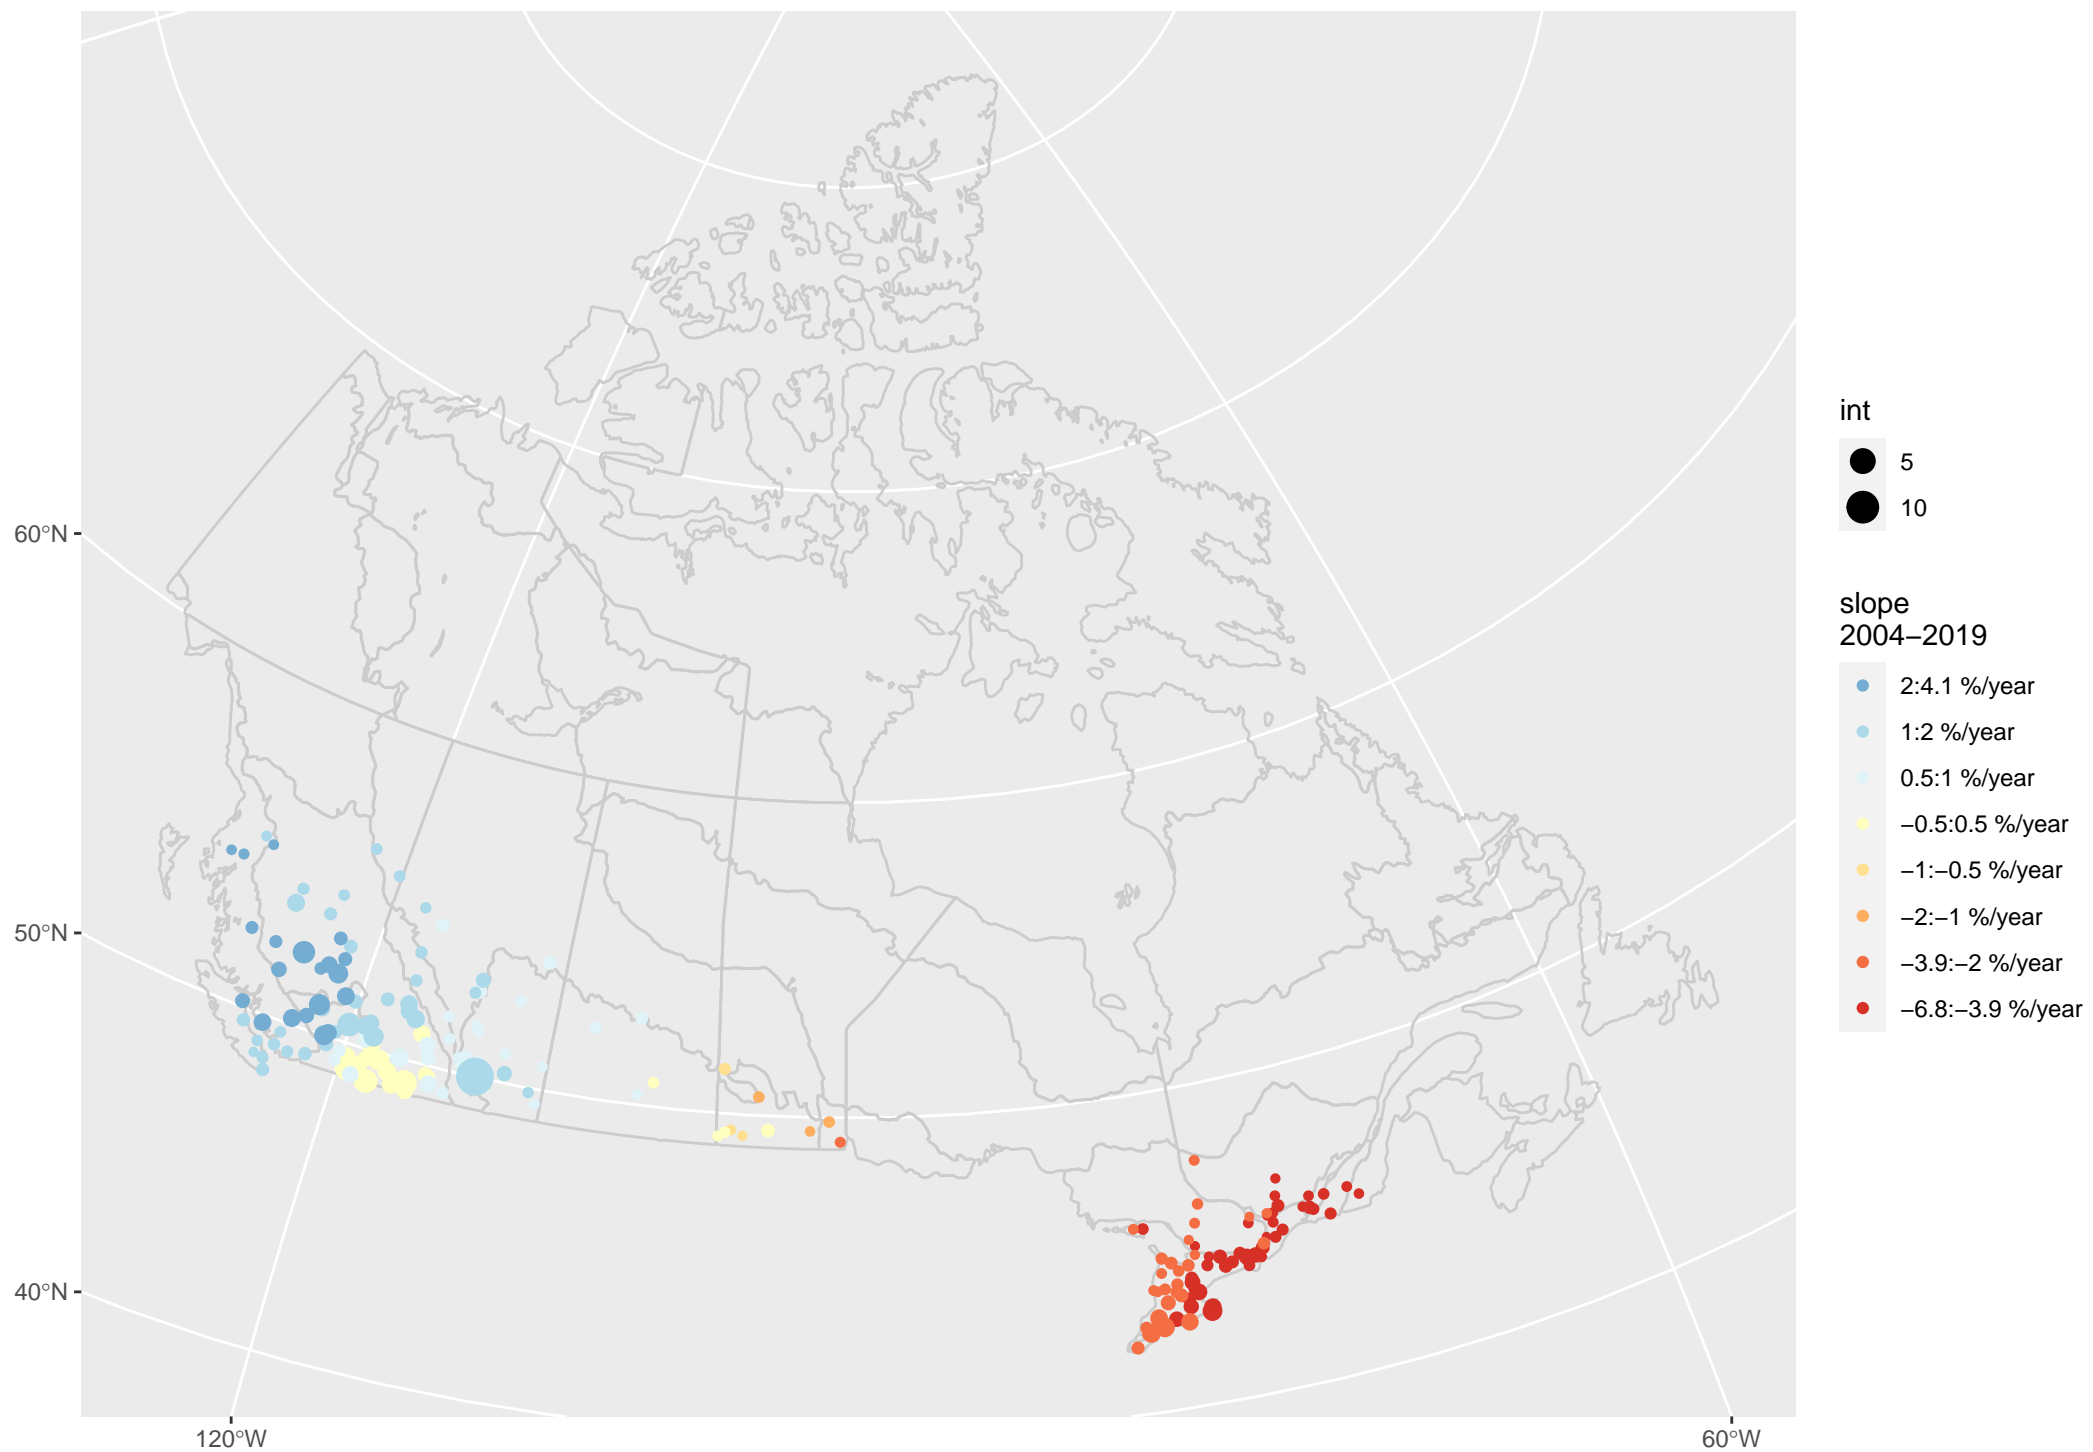 int
5
10
slope
2004−2019
2:4.1 %/year
1:2 %/year
0.5:1 %/year
−0.5:0.5 %/year
−1:−0.5 %/year
−2:−1 %/year
−3.9:−2 %/year
−6.8:−3.9 %/year
60°N
50°N
40°N
120°W
60°W